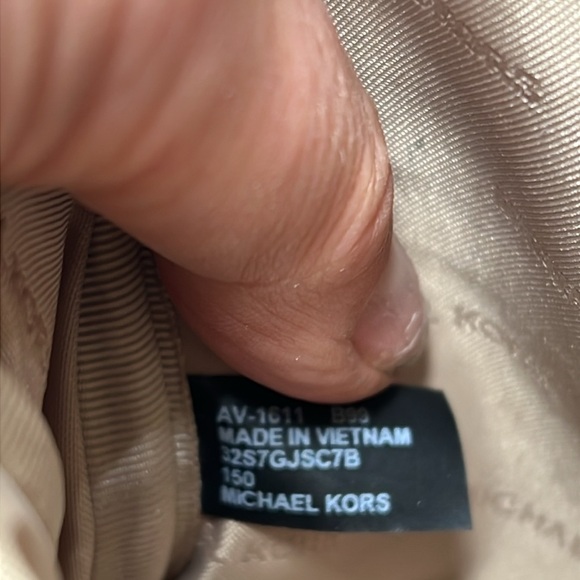 AV-1611 B99
MADE IN VIETNAM
32S7GJSC7B
150
MICHAEL KORS